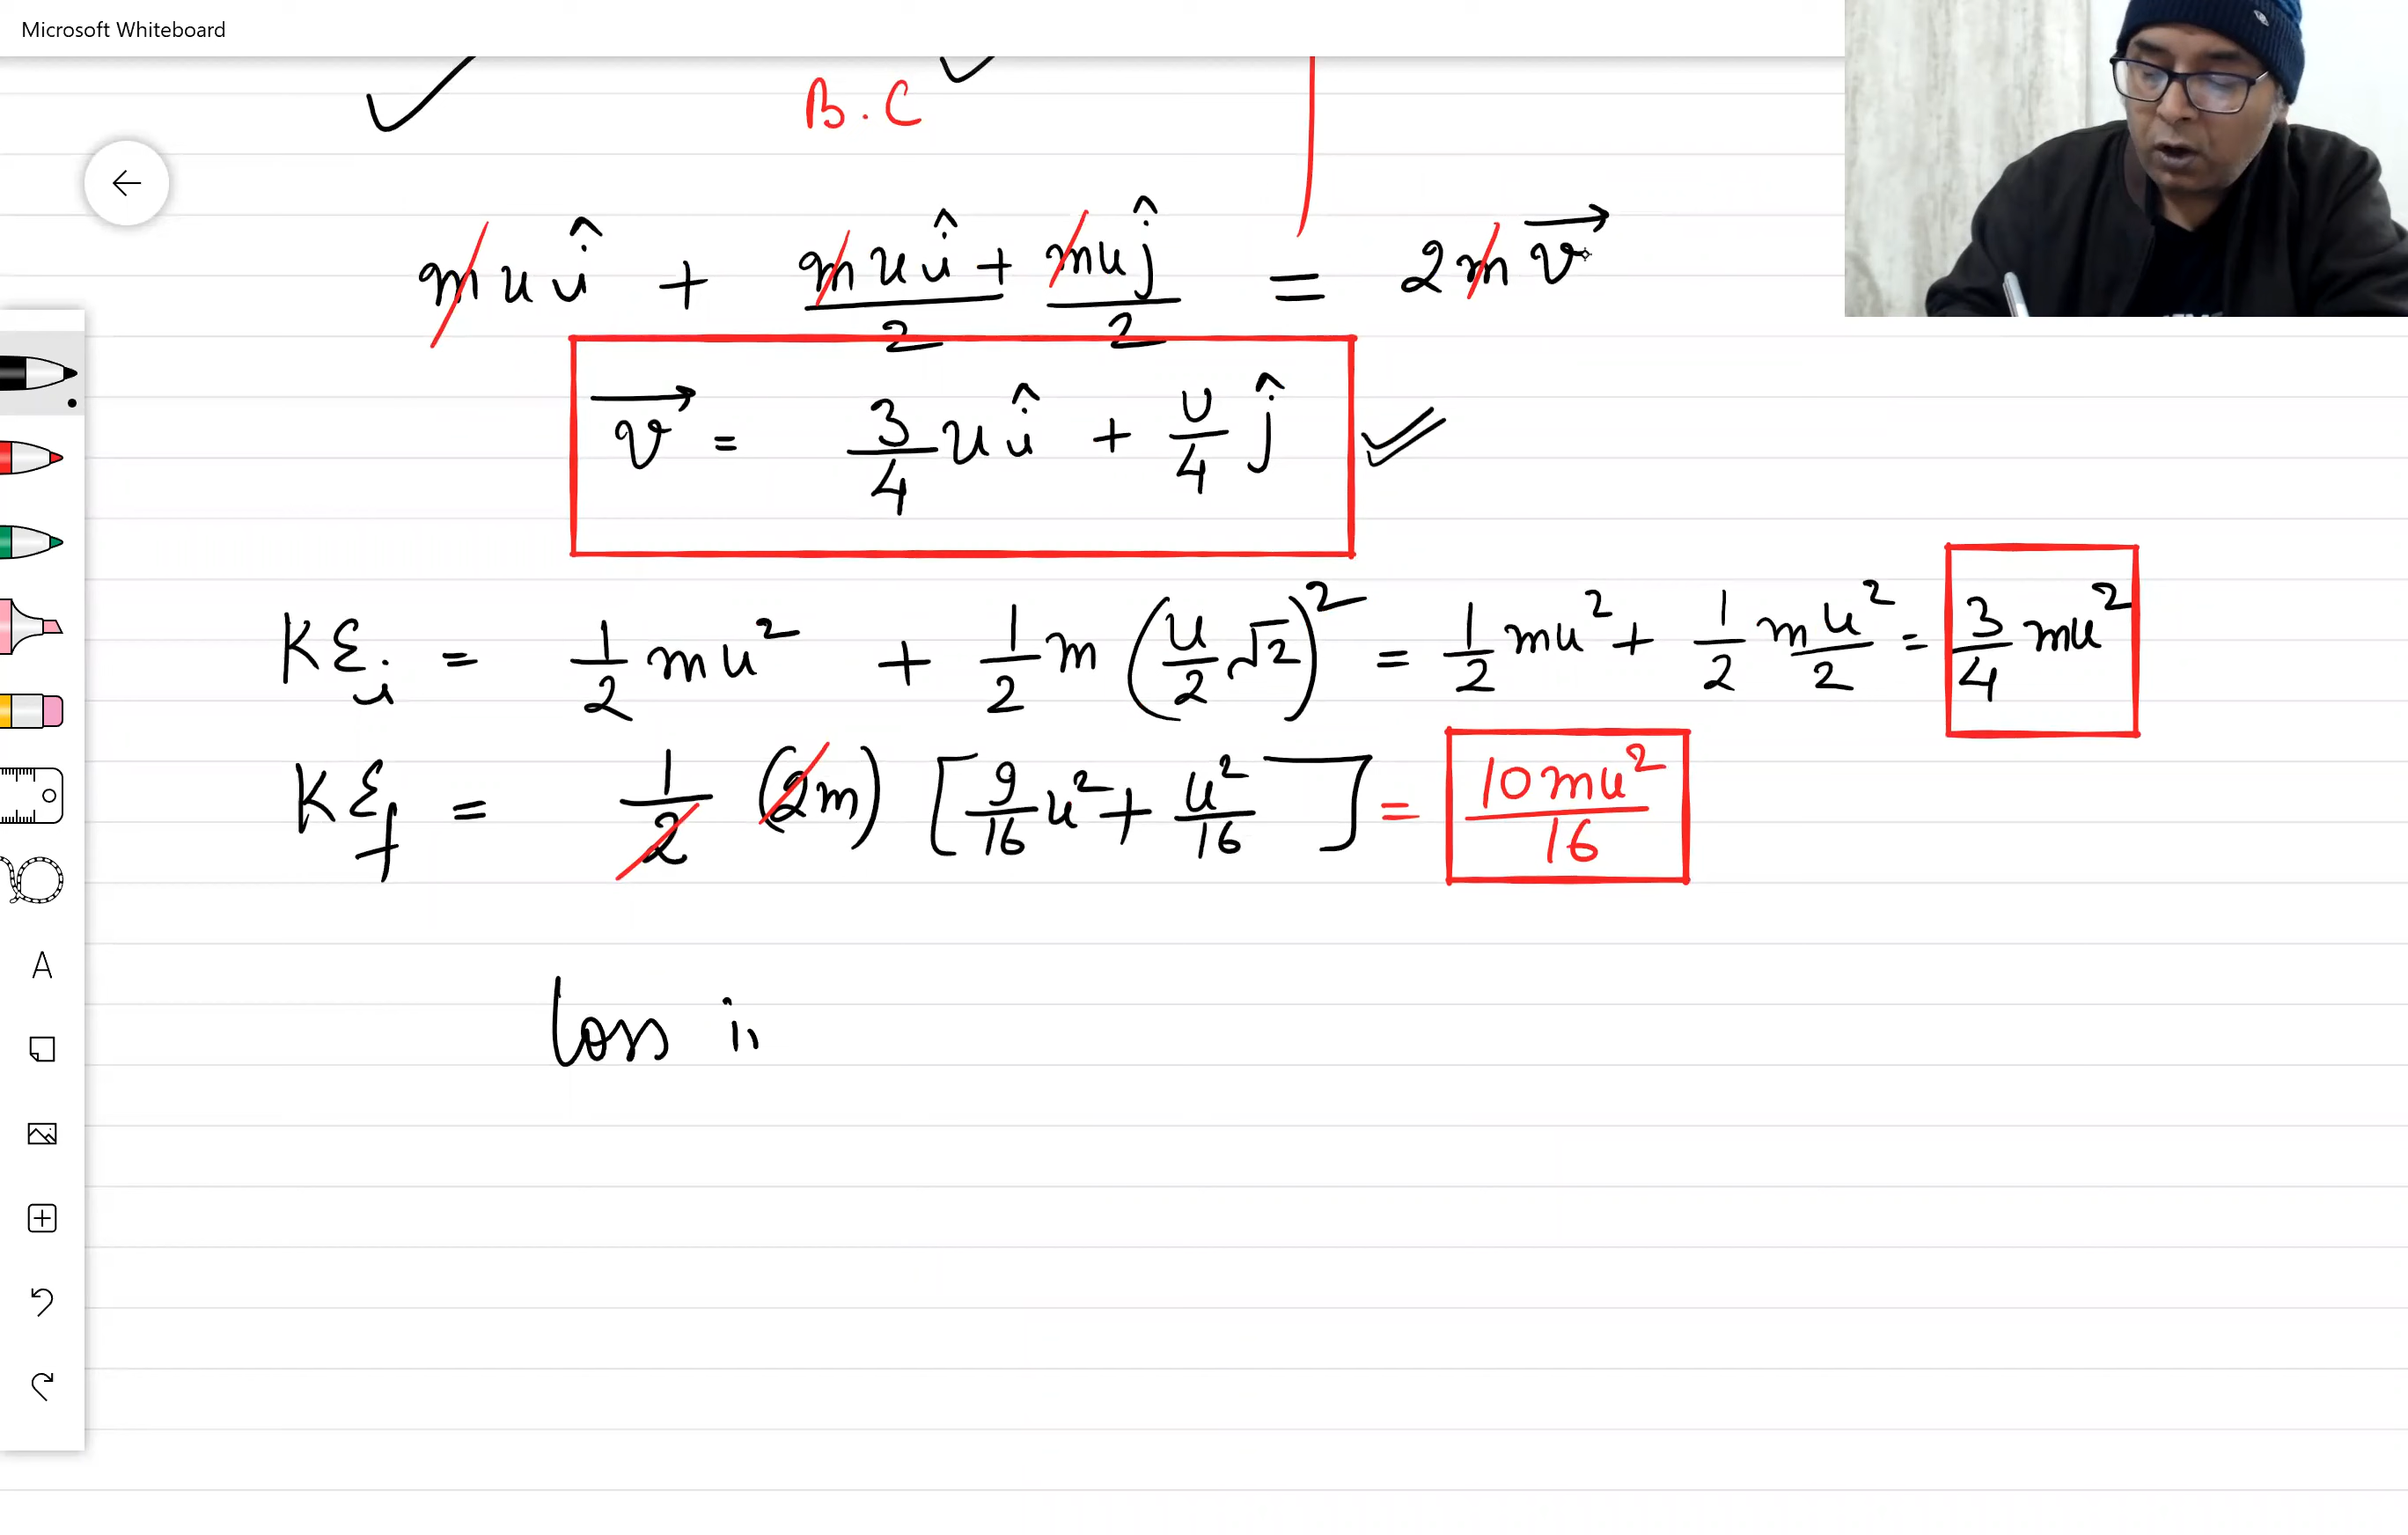 Microsoft Whiteboard
B.C
mu î + mu î/2 + mu ĵ/2 = 2m v⃗
v⃗ = 3/4 u î + u/4 ĵ
KEi = 1/2 mu² + 1/2 m (u/2 √2)² = 1/2 mu² + 1/2 mu²/2 = 3/4 mu²
KEf = 1/2 (2m) [9/16 u² + u²/16] = 10mu²/16
Loss in
A